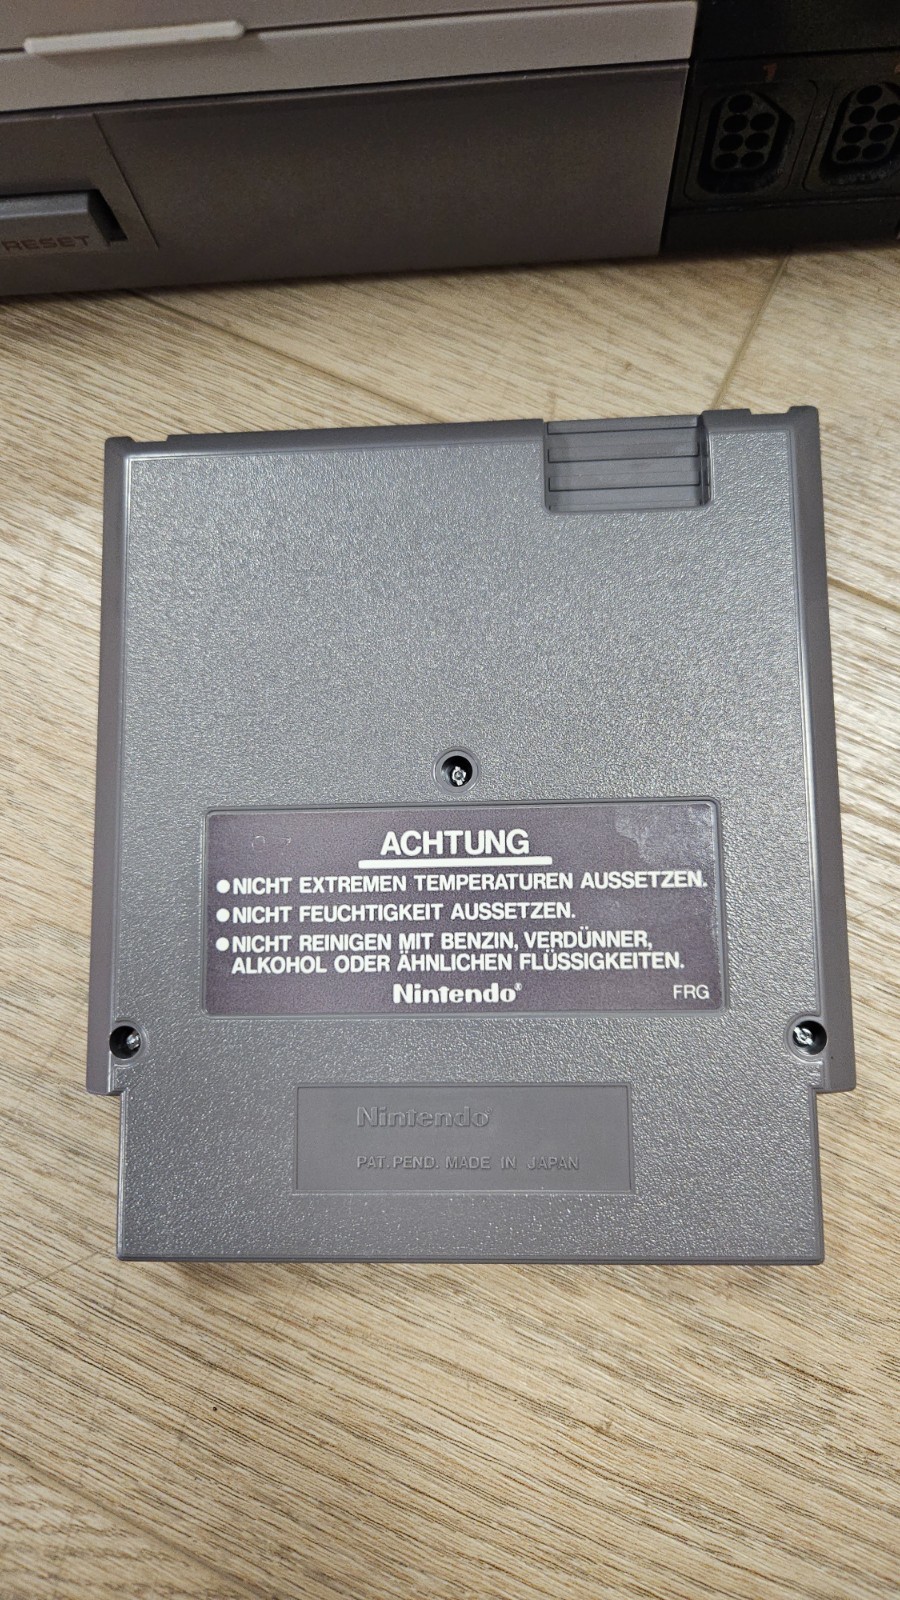 1
RESET
ACHTUNG
●NICHT EXTREMEN TEMPERATUREN AUSSETZEN.
●NICHT FEUCHTIGKEIT AUSSETZEN.
●NICHT REINIGEN MIT BENZIN, VERDÜNNER,
ALKOHOL ODER ÄHNLICHEN FLÜSSIGKEITEN.
Nintendo®
FRG
Nintendo
PAT. PEND. MADE IN JAPAN